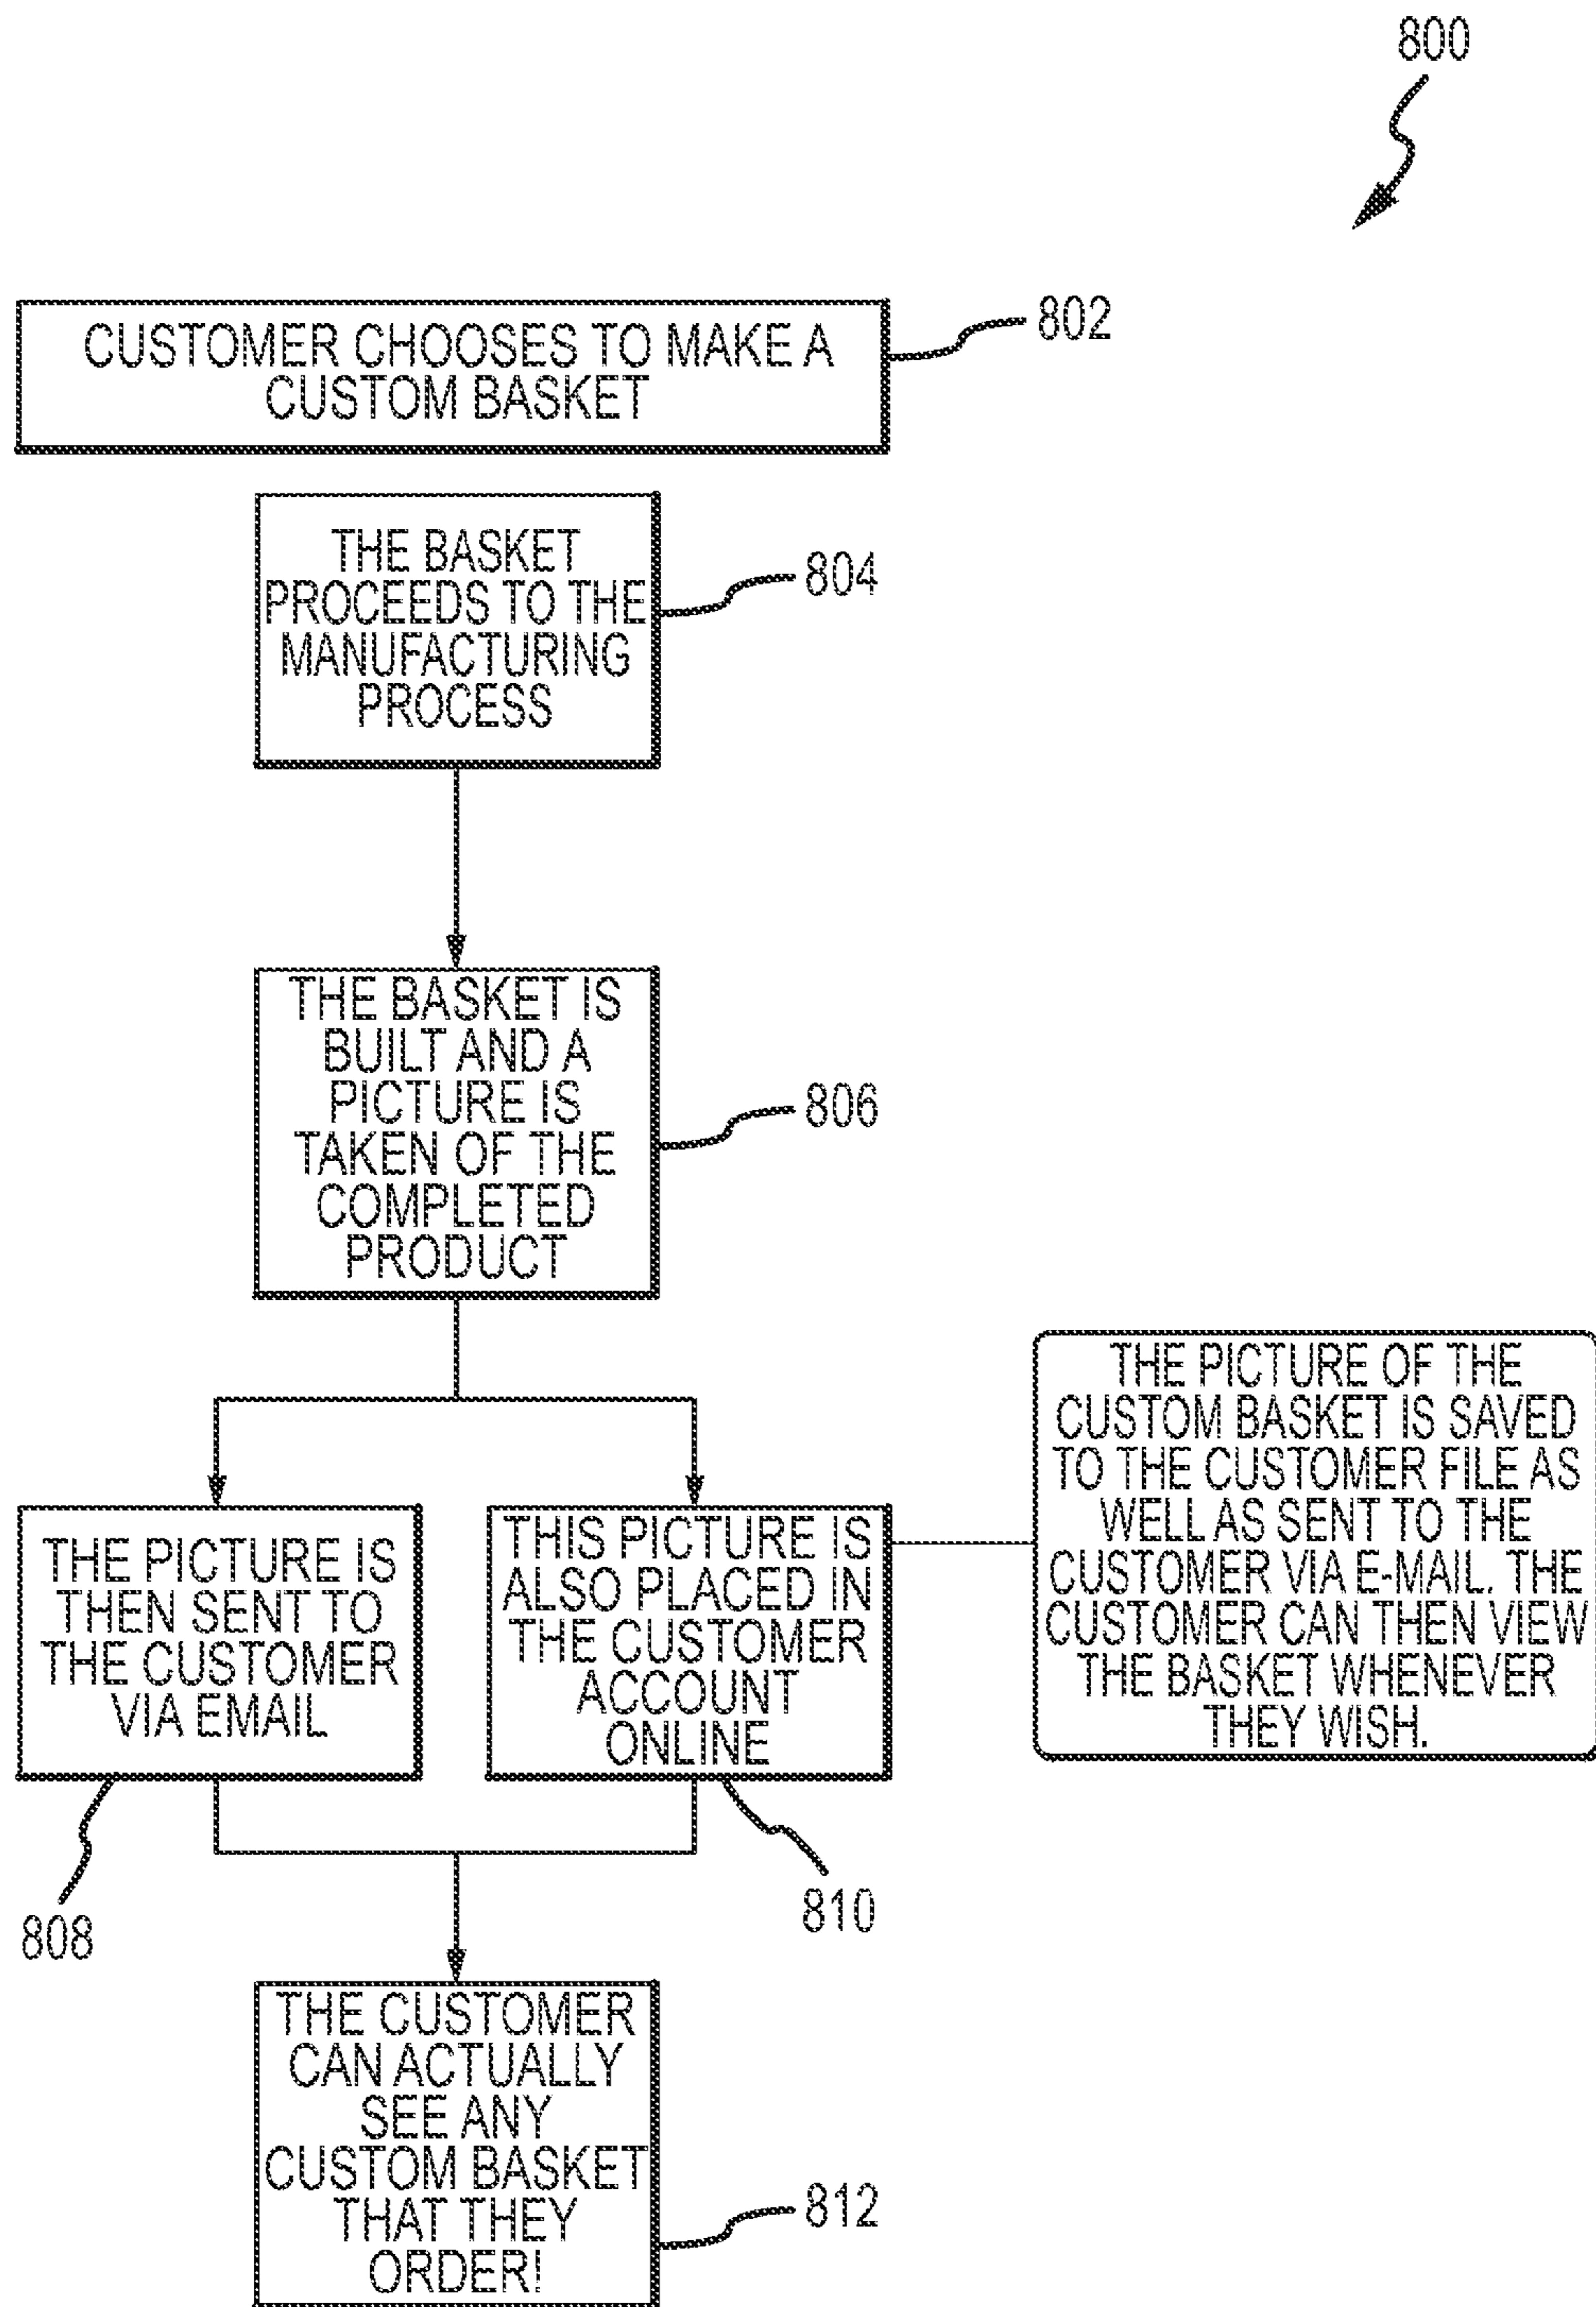 800
CUSTOMER CHOOSES TO MAKE A
CUSTOM BASKET
802
THE BASKET
PROCEEDS TO THE
MANUFACTURING
PROCESS
804
THE BASKET IS
BUILT AND A
PICTURE IS
TAKEN OF THE
COMPLETED
PRODUCT
806
THE PICTURE IS
THEN SENT TO
THE CUSTOMER
VIA EMAIL
808
THIS PICTURE IS
ALSO PLACED IN
THE CUSTOMER
ACCOUNT
ONLINE
810
THE PICTURE OF THE
CUSTOM BASKET IS SAVED
TO THE CUSTOMER FILE AS
WELL AS SENT TO THE
CUSTOMER VIA E-MAIL. THE
CUSTOMER CAN THEN VIEW
THE BASKET WHENEVER
THEY WISH.
THE CUSTOMER
CAN ACTUALLY
SEE ANY
CUSTOM BASKET
THAT THEY
ORDER!
812